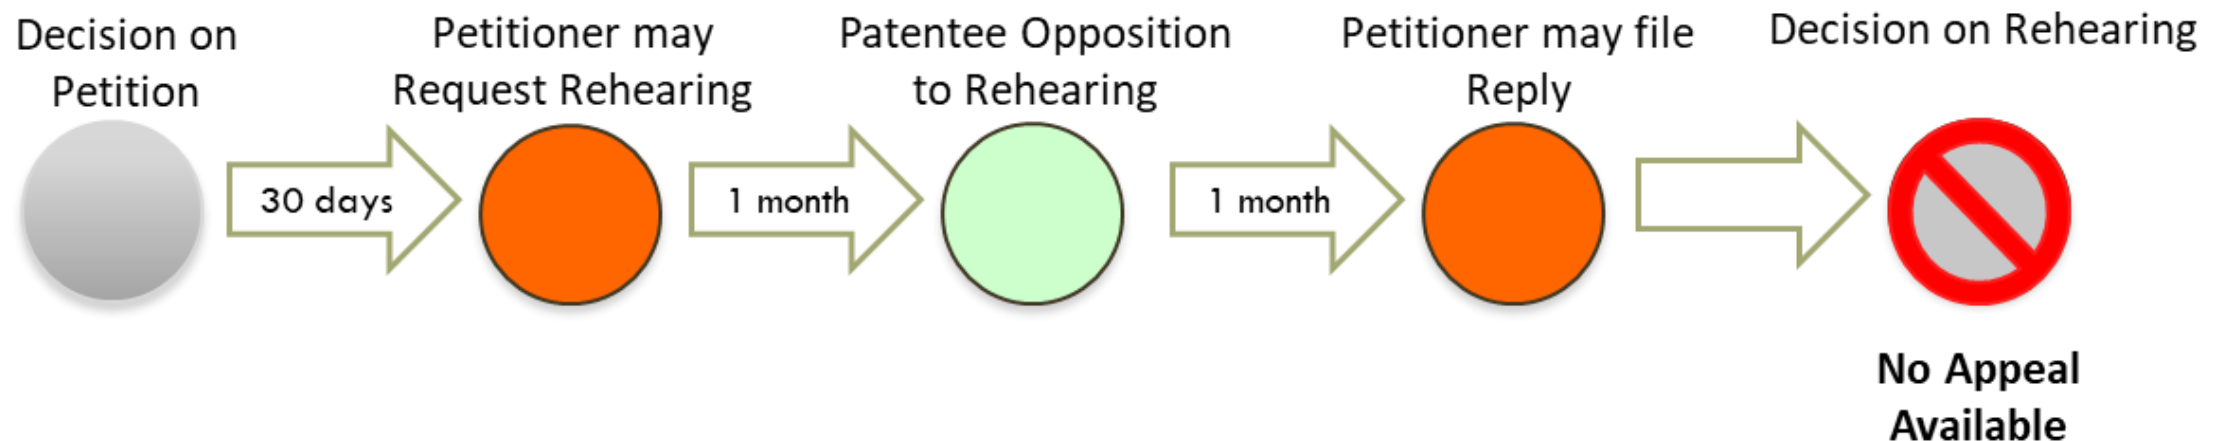 Decision on
Petition
Petitioner may
Request Rehearing
Patentee Opposition
to Rehearing
Petitioner may file
Reply
Decision on Rehearing
30 days
1 month
1 month
No Appeal
Available